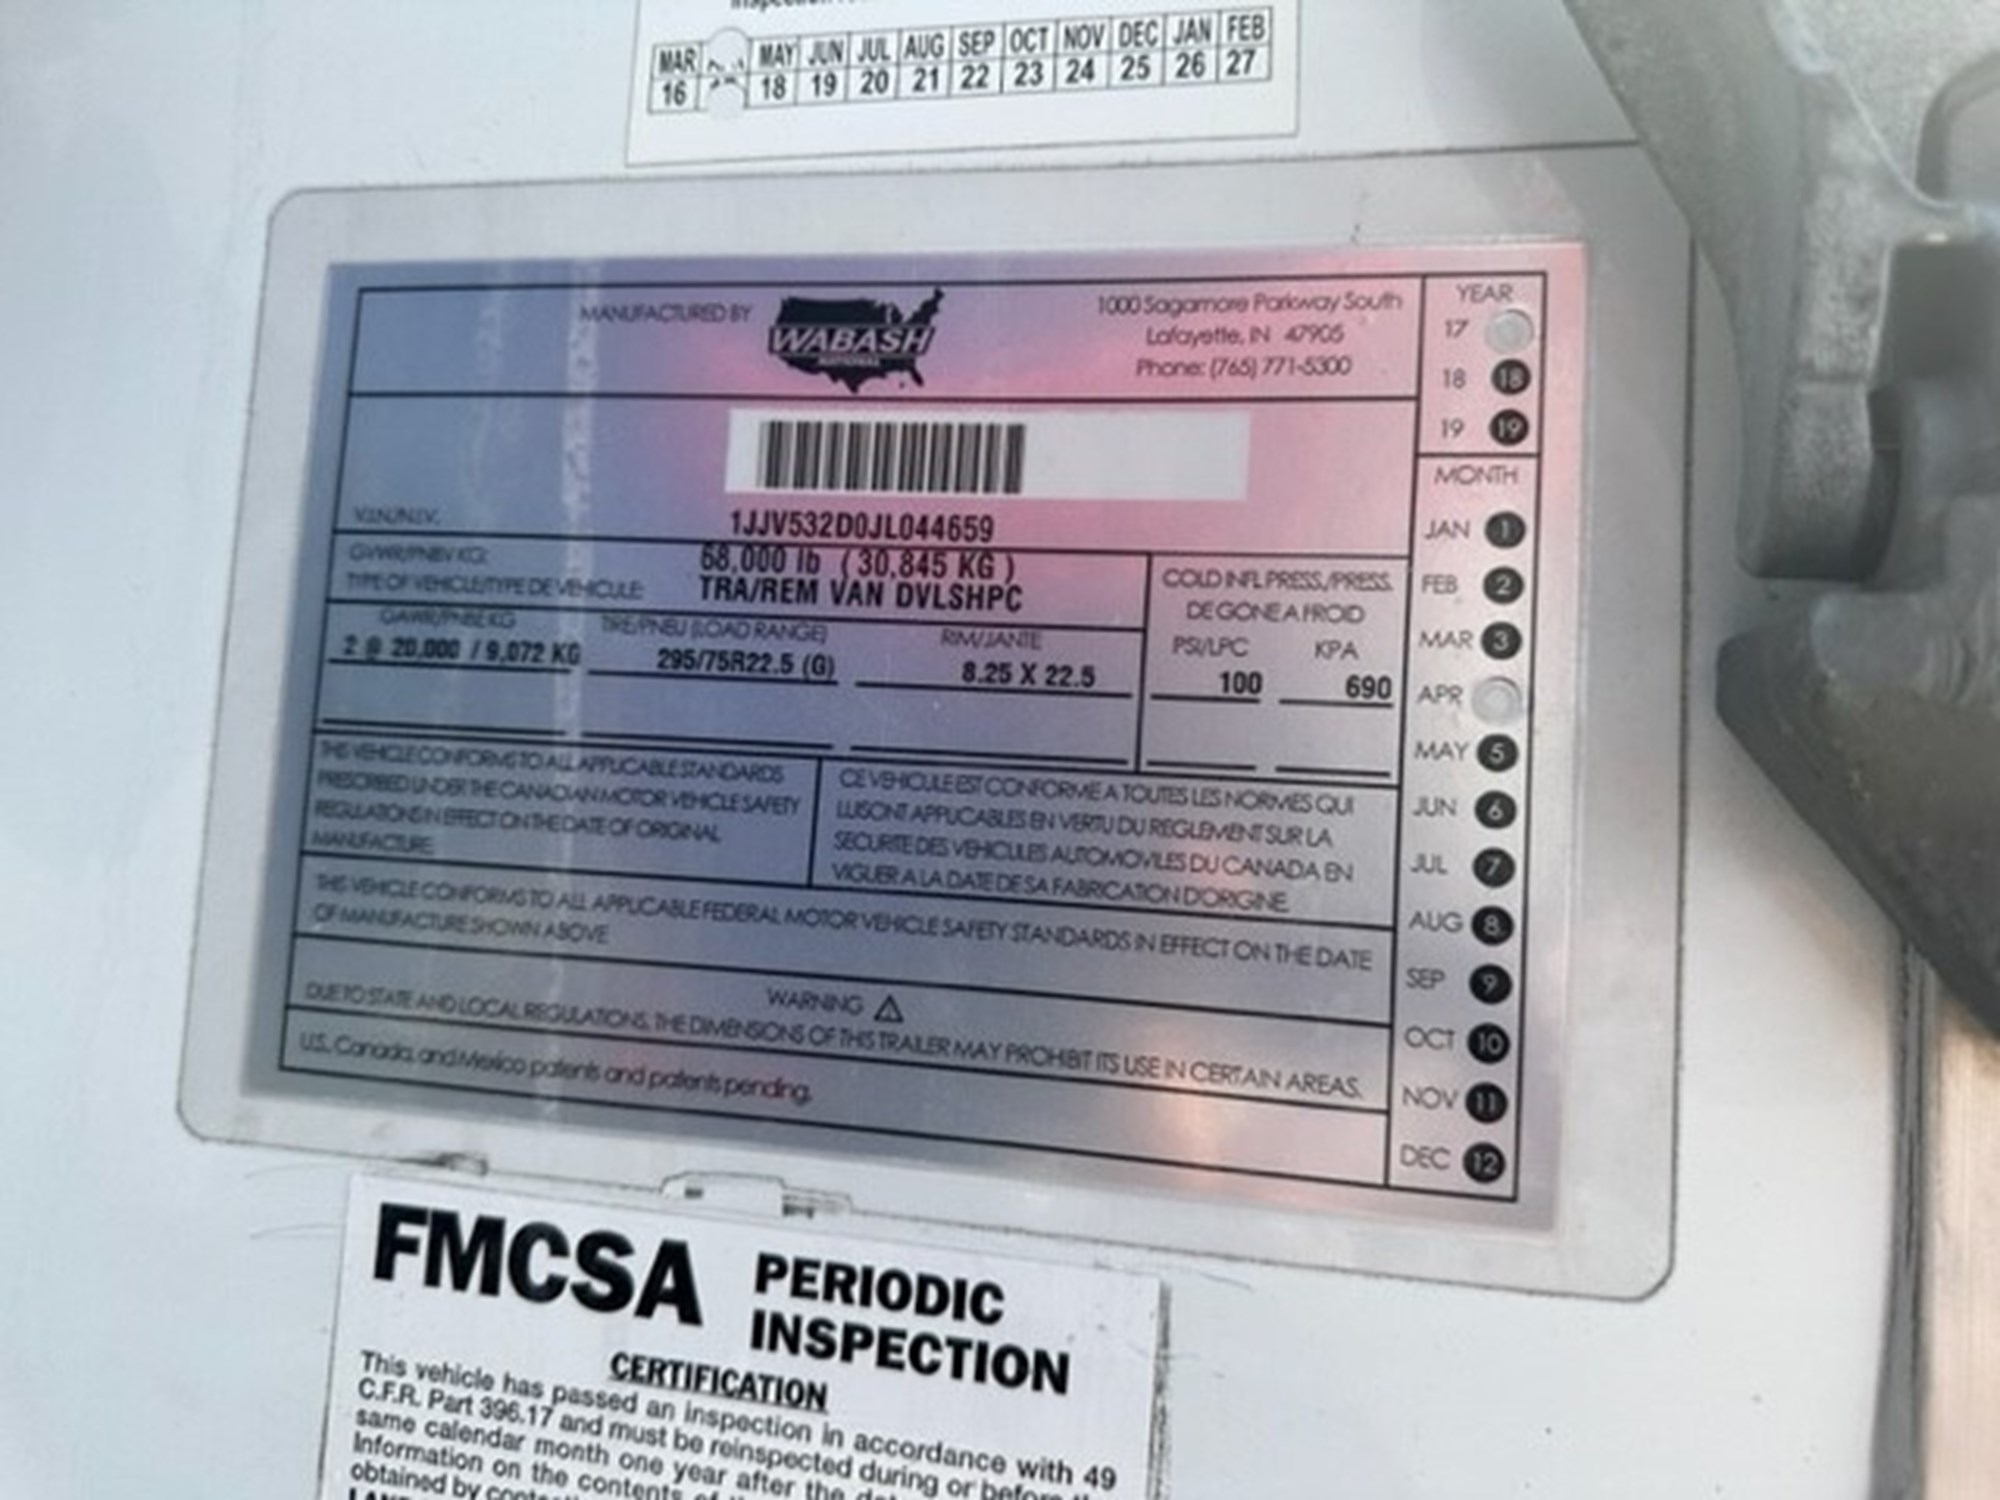 MAR MAY JUN JUL AUG SEP OCT NOV DEC JAN FEB
16 18 19 20 21 22 23 24 25 26 27
MANUFACTURED BY
WABASH
NATIONAL
1000 Sagamore Parkway South
Lafayette, IN 47905
Phone: (765) 771-5300
V.I.N./N.I.V.
1JJV532D0JL044659
GVWR/PNBV KG:
68,000 lb (30,845 KG)
TYPE OF VEHICLE/TYPE DE VEHICULE:
TRA/REM VAN DVLSHPC
GAWR/PNBE KG
TIRE/PNEU (LOAD RANGE)
RIM/JANTE
COLD INFL PRESS./PRESS.
DE GONE A FROID
PSI/LPC KPA
2 @ 20,000 / 9,072 KG
295/75R22.5 (G)
8.25 X 22.5
100
690
THIS VEHICLE CONFORMS TO ALL APPLICABLE STANDARDS
PRESCRIBED UNDER THE CANADIAN MOTOR VEHICLE SAFETY
REGULATIONS IN EFFECT ON THE DATE OF ORIGINAL
MANUFACTURE.
CE VEHICULE EST CONFORME A TOUTES LES NORMES QUI
LUI SONT APPLICABLES EN VERTU DU REGLEMENT SUR LA
SECURITE DES VEHICULES AUTOMOVILES DU CANADA EN
VIGUER A LA DATE DE SA FABRICATION D'ORIGINE.
THIS VEHICLE CONFORMS TO ALL APPLICABLE FEDERAL MOTOR VEHICLE SAFETY STANDARDS IN EFFECT ON THE DATE
OF MANUFACTURE SHOWN ABOVE
WARNING
DUE TO STATE AND LOCAL REGULATIONS, THE DIMENSIONS OF THIS TRAILER MAY PROHIBIT ITS USE IN CERTAIN AREAS.
U.S., Canada, and Mexico patents and patents pending.
YEAR
17
18 18
19 19
MONTH
JAN 1
FEB 2
MAR 3
APR
MAY 5
JUN 6
JUL 7
AUG 8
SEP 9
OCT 10
NOV 11
DEC 12
FMCSA PERIODIC
INSPECTION
CERTIFICATION
This vehicle has passed an inspection in accordance with 49
C.F.R. Part 396.17 and must be reinspected during or before
same calendar month one year after the
Information on the contents of
obtained by